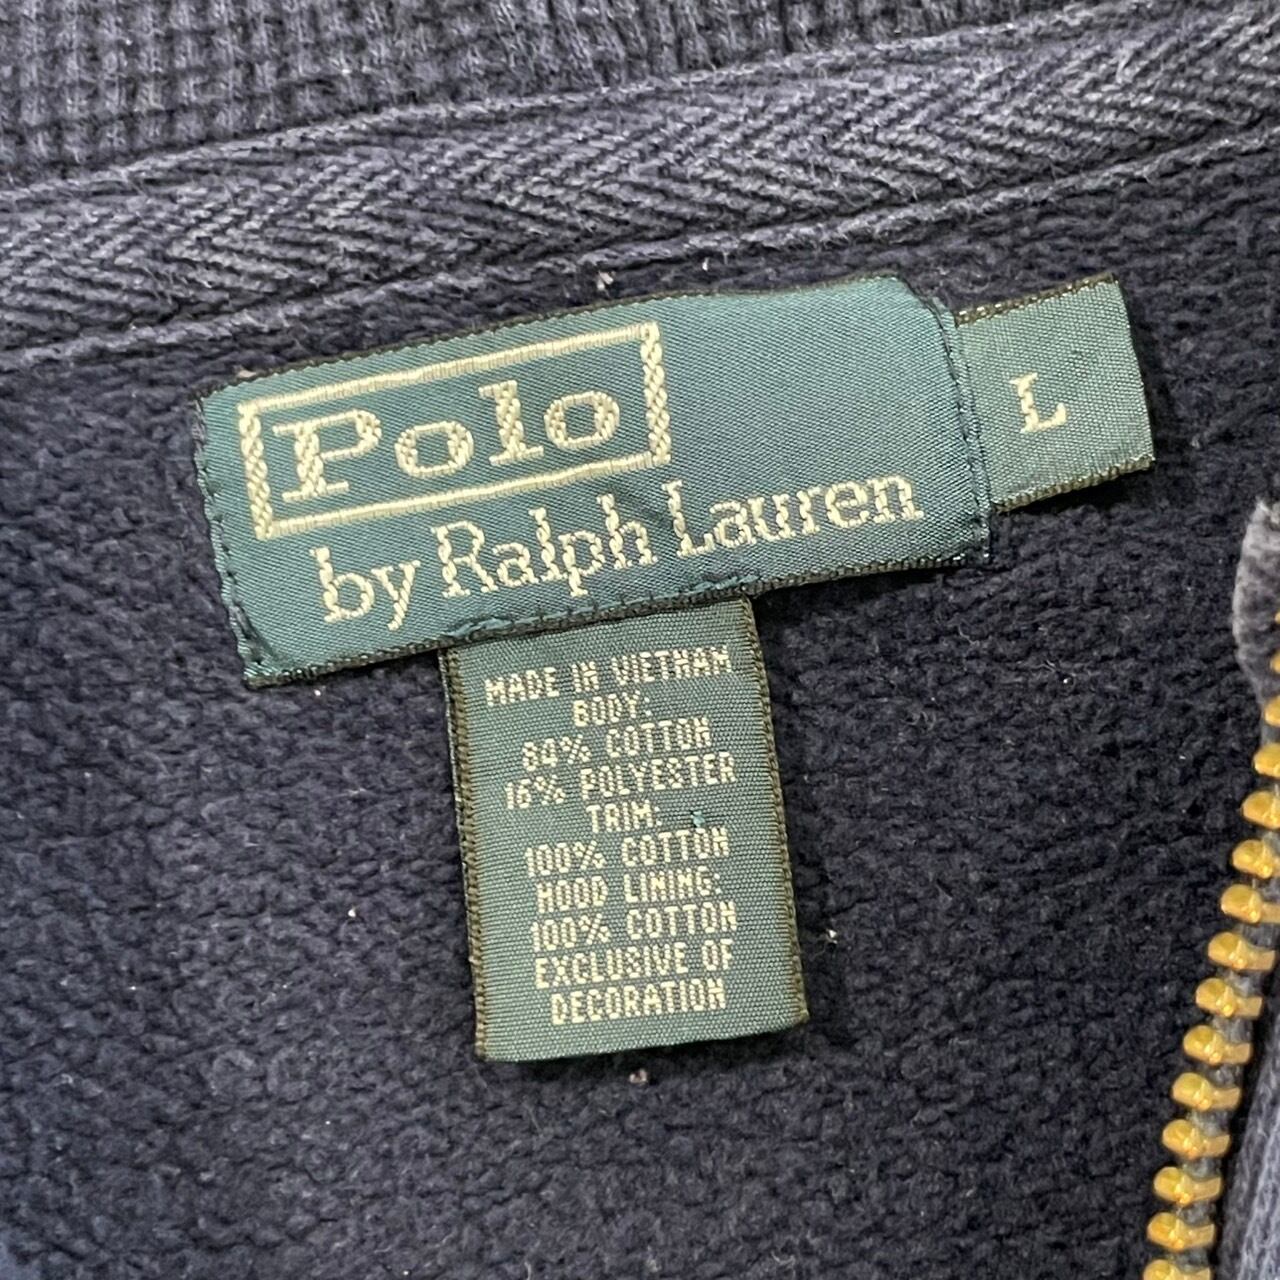 Polo
by Ralph Lauren
L
MADE IN VIETNAM
BODY:
84% COTTON
16% POLYESTER
TRIM:
100% COTTON
HOOD LINING:
100% COTTON
EXCLUSIVE OF
DECORATION